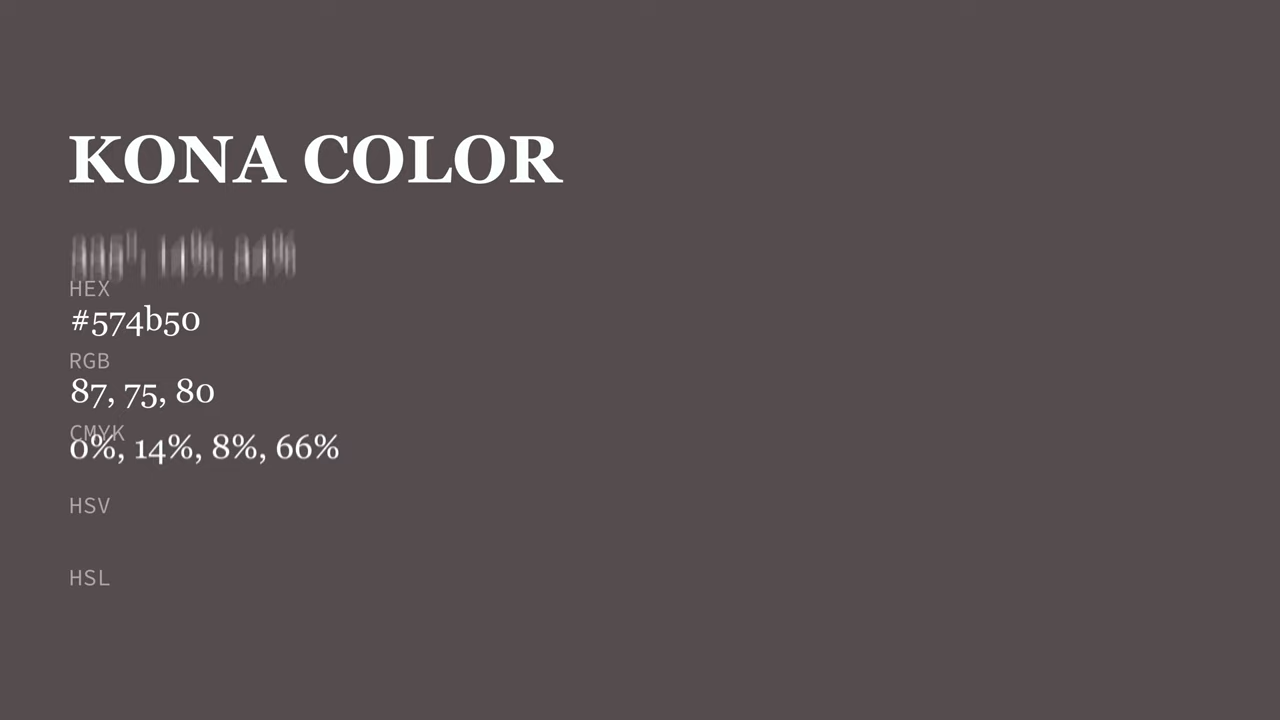 KONA COLOR
HEX
#574b50
RGB
87, 75, 80
CMYK
0%, 14%, 8%, 66%
HSV
HSL